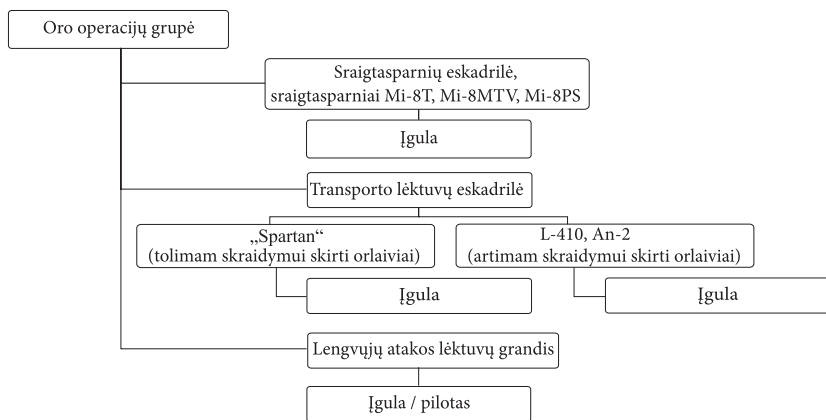 Oro operacijų grupė
Sraigtasparnių eskadrilė,
sraigtasparniai Mi-8T, Mi-8MTV, Mi-8PS
Įgula
Transporto lėktuvų eskadrilė
„Spartan“
(tolimam skraidymui skirti orlaiviai)
L-410, An-2
(artimam skraidymui skirti orlaiviai)
Įgula
Įgula
Lengvųjų atakos lėktuvų grandis
Įgula / pilotas